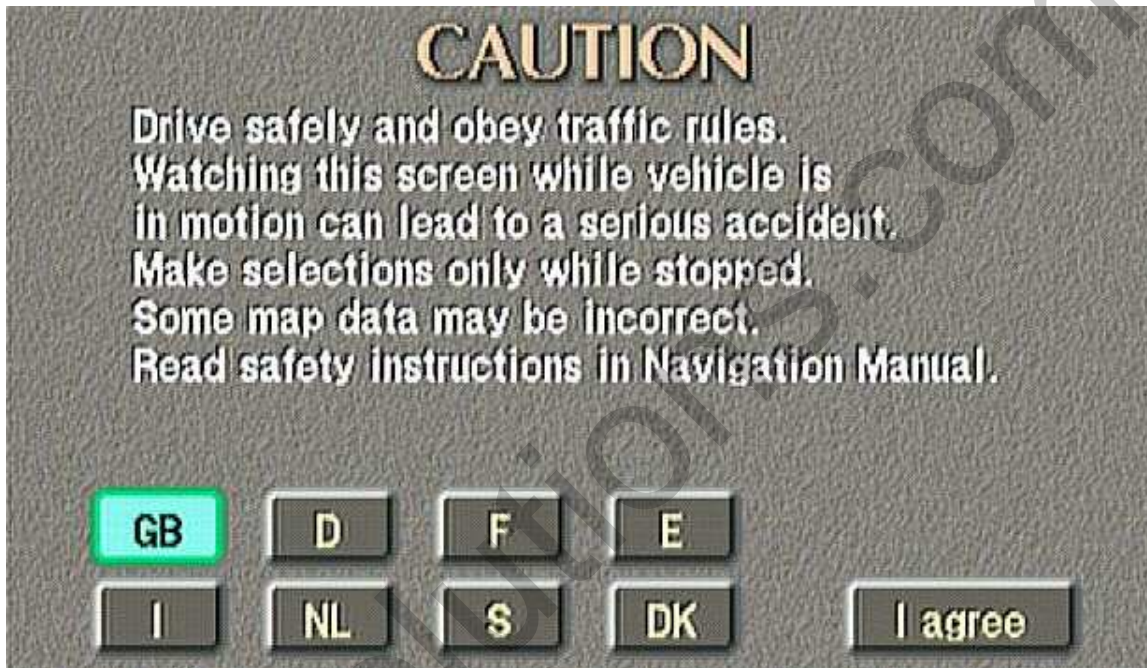 CAUTION
Drive safely and obey traffic rules.
Watching this screen while vehicle is
in motion can lead to a serious accident.
Make selections only while stopped.
Some map data may be incorrect.
Read safety instructions in Navigation Manual.
GB D F E
I NL S DK I agree